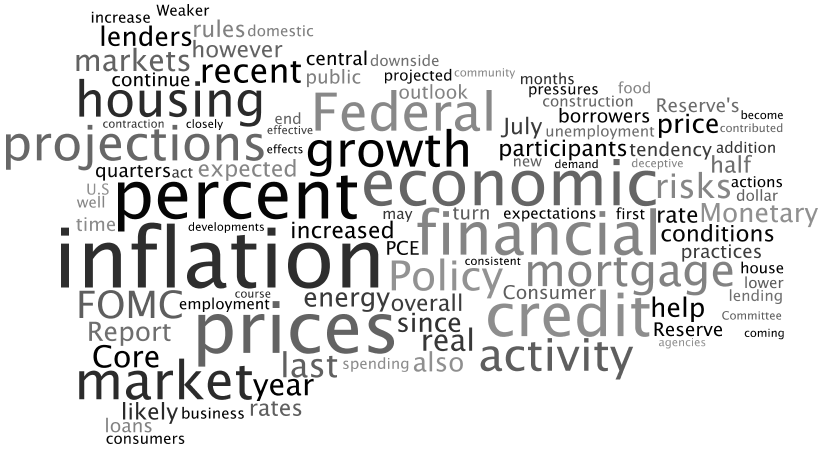 increase Weaker
lenders rules domestic
markets however
continue recent central downside
public projected community
housing Federal outlook months
pressures food
construction Reserve's
contraction closely end borrowers become
effective July unemployment price contributed
projections effects growth participants tendency addition
new demand deceptive half
quarters act expected
percent economic risks actions
U.S
well dollar
may turn expectations first rate Monetary
time developments increased
inflation PCE financial conditions
practices
consistent
Policy mortgage house
lower
FOMC employment course energy overall Consumer lending
prices credit help
Committee
Report since Reserve coming
real agencies
Core last spending also activity
market year
likely business rates
loans
consumers